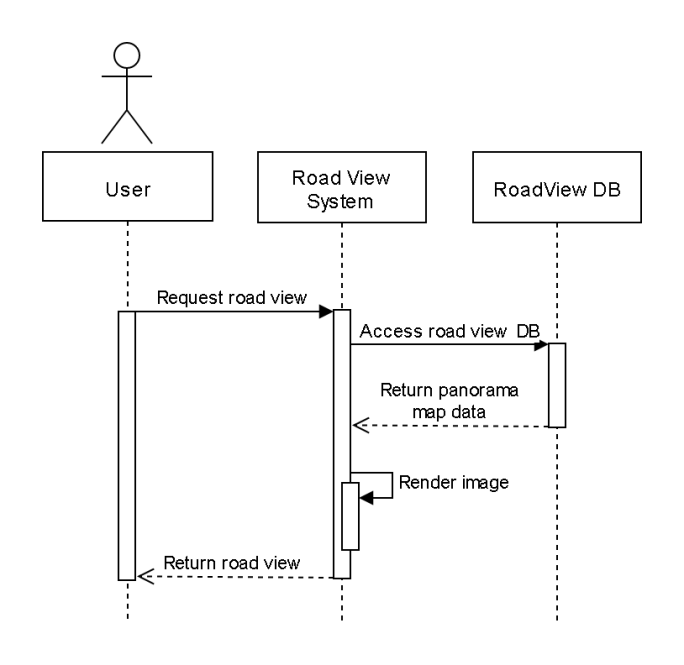 User
Road View
System
RoadView DB
Request road view
Access road view DB
Return panorama
map data
Render image
Return road view